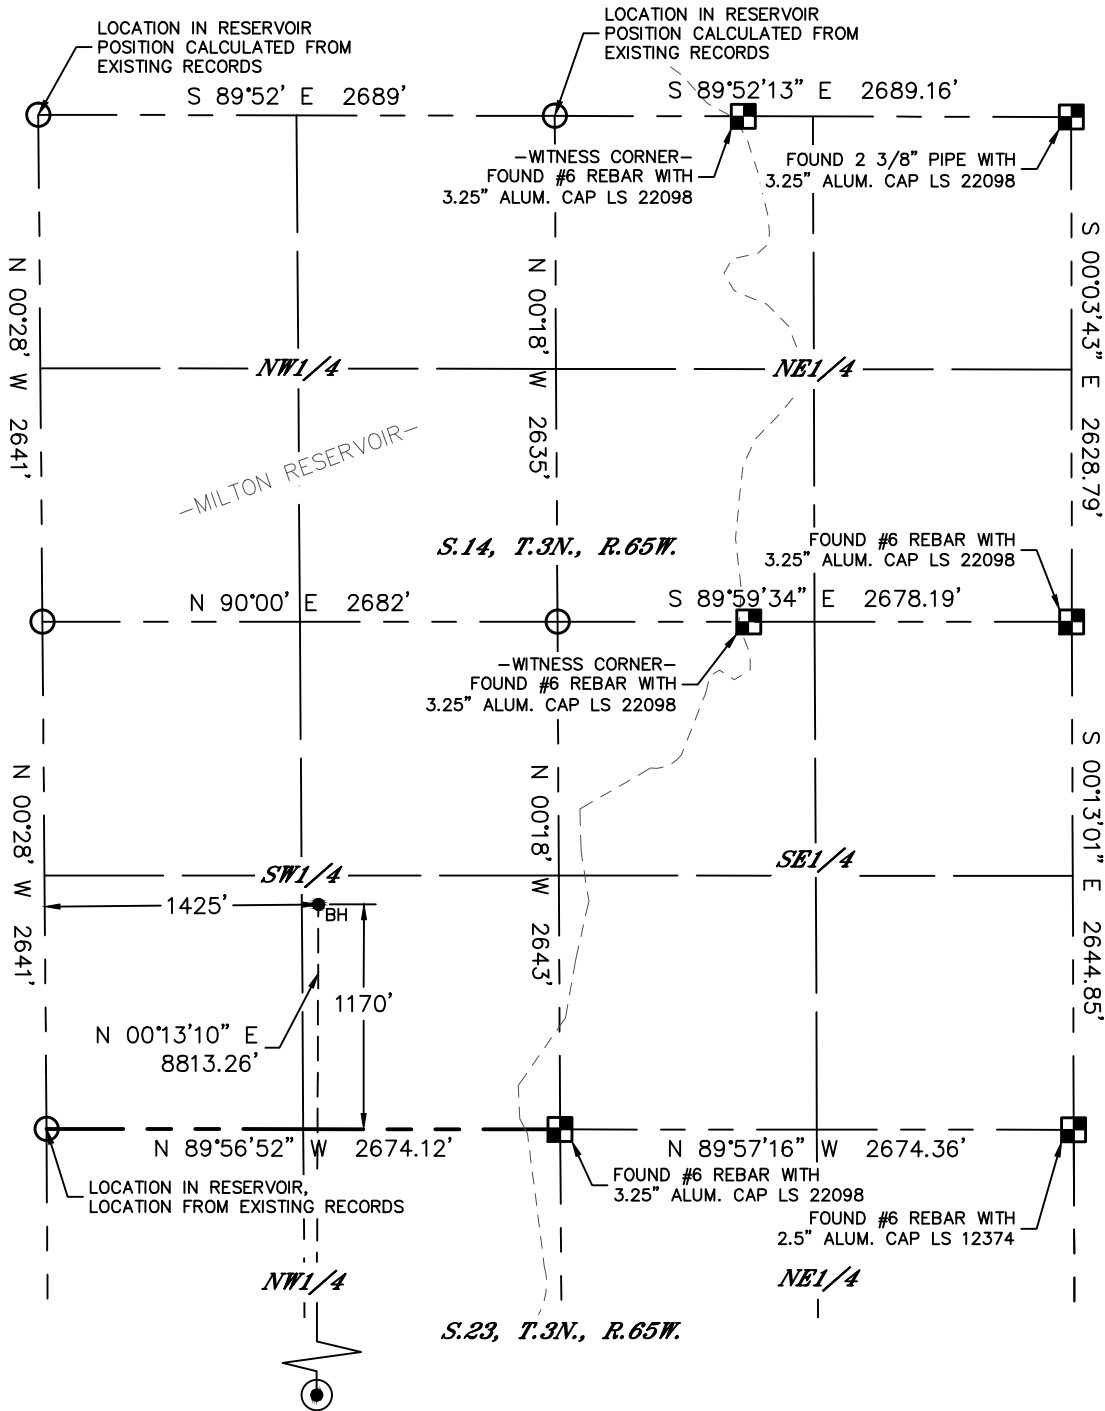 LOCATION IN RESERVOIR
POSITION CALCULATED FROM
EXISTING RECORDS
LOCATION IN RESERVOIR
POSITION CALCULATED FROM
EXISTING RECORDS
S 89°52' E 2689'
S 89°52'13" E 2689.16'
-WITNESS CORNER-
FOUND #6 REBAR WITH
3.25" ALUM. CAP LS 22098
FOUND 2 3/8" PIPE WITH
3.25" ALUM. CAP LS 22098
N 00°28' W 2641'
N 00°18' W 2635'
S 00°03'43" E 2628.79'
NW1/4
NE1/4
-MILTON RESERVOIR-
S.14, T.3N., R.65W.
FOUND #6 REBAR WITH
3.25" ALUM. CAP LS 22098
N 90°00' E 2682'
S 89°59'34" E 2678.19'
-WITNESS CORNER-
FOUND #6 REBAR WITH
3.25" ALUM. CAP LS 22098
N 00°28' W 2641'
N 00°18' W 2643'
S 00°13'01" E 2644.85'
SW1/4
SE1/4
1425'
BH
1170'
N 00°13'10" E
8813.26'
N 89°56'52" W 2674.12'
N 89°57'16" W 2674.36'
LOCATION IN RESERVOIR,
LOCATION FROM EXISTING RECORDS
FOUND #6 REBAR WITH
3.25" ALUM. CAP LS 22098
FOUND #6 REBAR WITH
2.5" ALUM. CAP LS 12374
NW1/4
NE1/4
S.23, T.3N., R.65W.